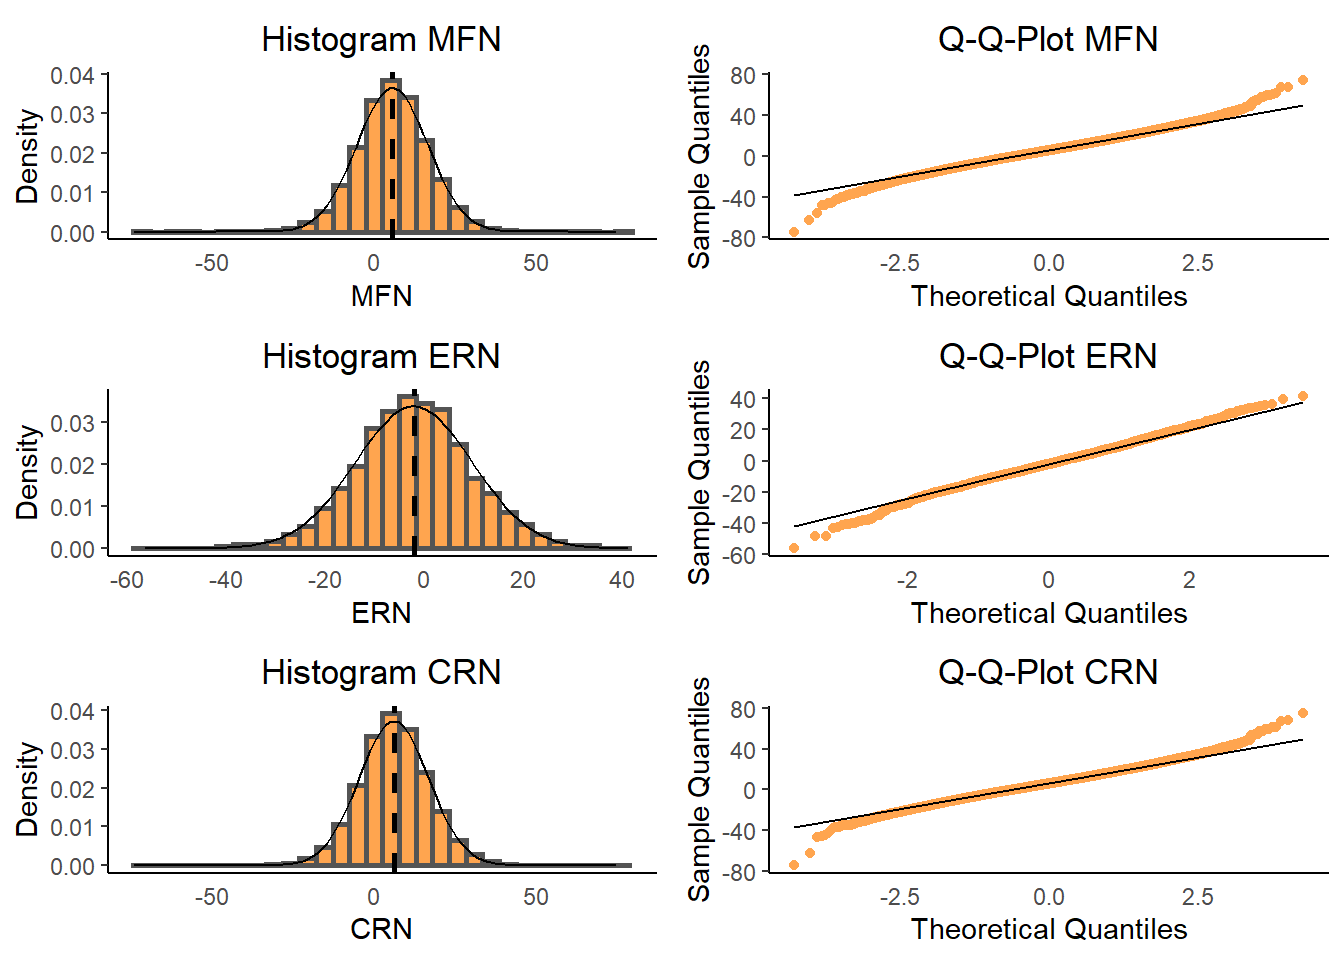 Histogram MFN
Density
0.04
0.03
0.02
0.01
0.00
-50 0 50
MFN
Q-Q-Plot MFN
Sample Quantiles
80
40
0
-40
-80
-2.5 0.0 2.5
Theoretical Quantiles
Histogram ERN
Density
0.03
0.02
0.01
0.00
-60 -40 -20 0 20 40
ERN
Q-Q-Plot ERN
Sample Quantiles
40
20
0
-20
-40
-60
-2 0 2
Theoretical Quantiles
Histogram CRN
Density
0.04
0.03
0.02
0.01
0.00
-50 0 50
CRN
Q-Q-Plot CRN
Sample Quantiles
80
40
0
-40
-80
-2.5 0.0 2.5
Theoretical Quantiles